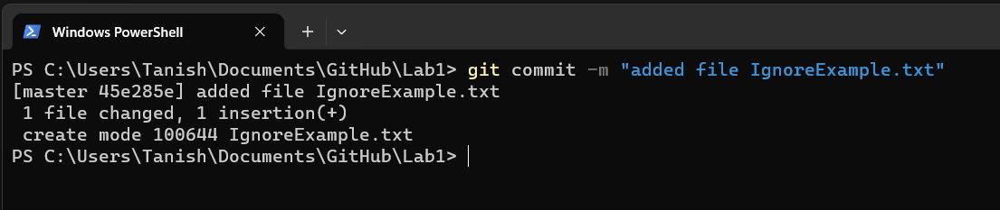 Windows PowerShell
PS C:\Users\Tanish\Documents\GitHub\Lab1> git commit -m "added file IgnoreExample.txt"
[master 45e285e] added file IgnoreExample.txt
 1 file changed, 1 insertion(+)
 create mode 100644 IgnoreExample.txt
PS C:\Users\Tanish\Documents\GitHub\Lab1>